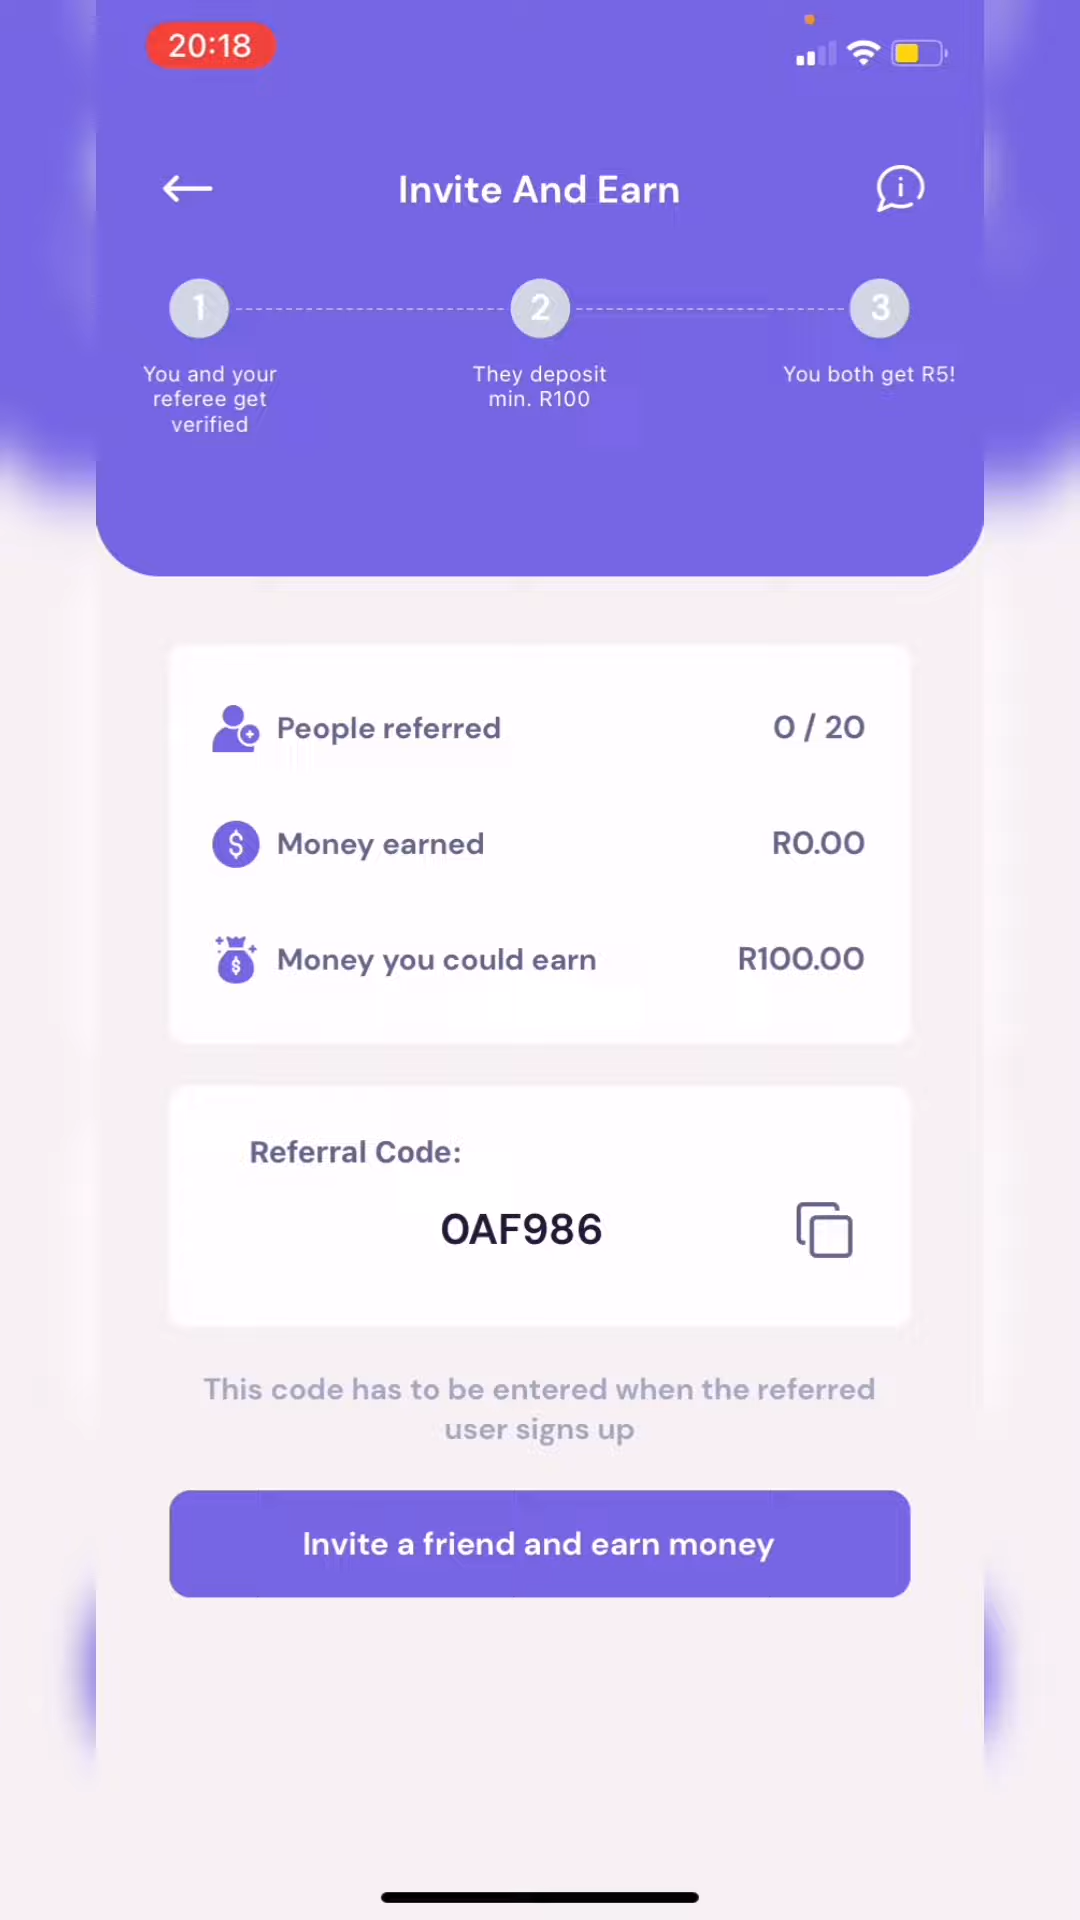 20:18
Invite And Earn
1
2
3
You and your
referee get
verified
They deposit
min. R100
You both get R5!
People referred
0 / 20
Money earned
R0.00
Money you could earn
R100.00
Referral Code:
0AF986
This code has to be entered when the referred
user signs up
Invite a friend and earn money